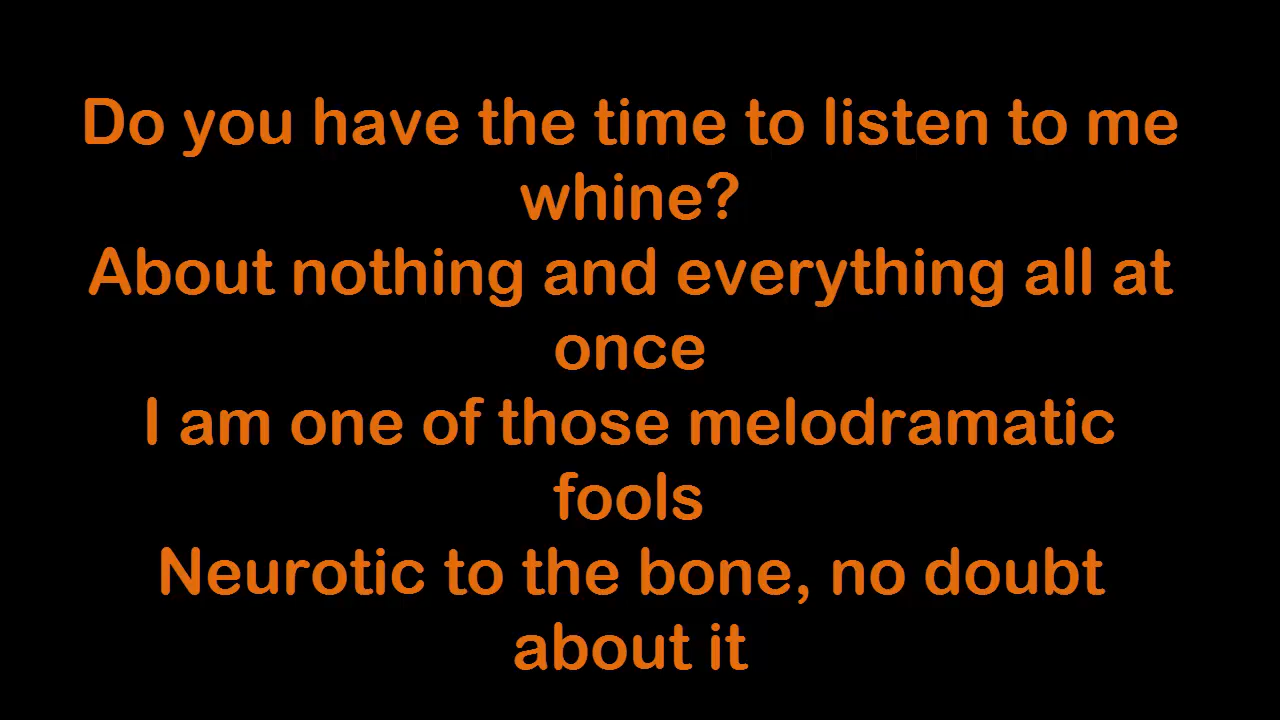 Do you have the time to listen to me
whine?
About nothing and everything all at
once
I am one of those melodramatic
fools
Neurotic to the bone, no doubt
about it